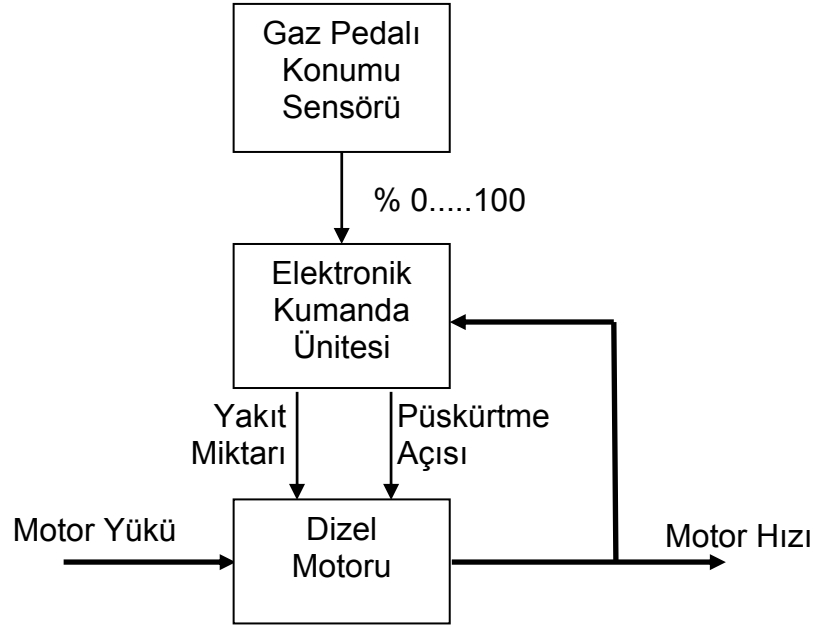 Gaz Pedalı
Konumu
Sensörü
% 0.....100
Elektronik
Kumanda
Ünitesi
Yakıt
Miktarı
Püskürtme
Açısı
Motor Yükü
Dizel
Motoru
Motor Hızı